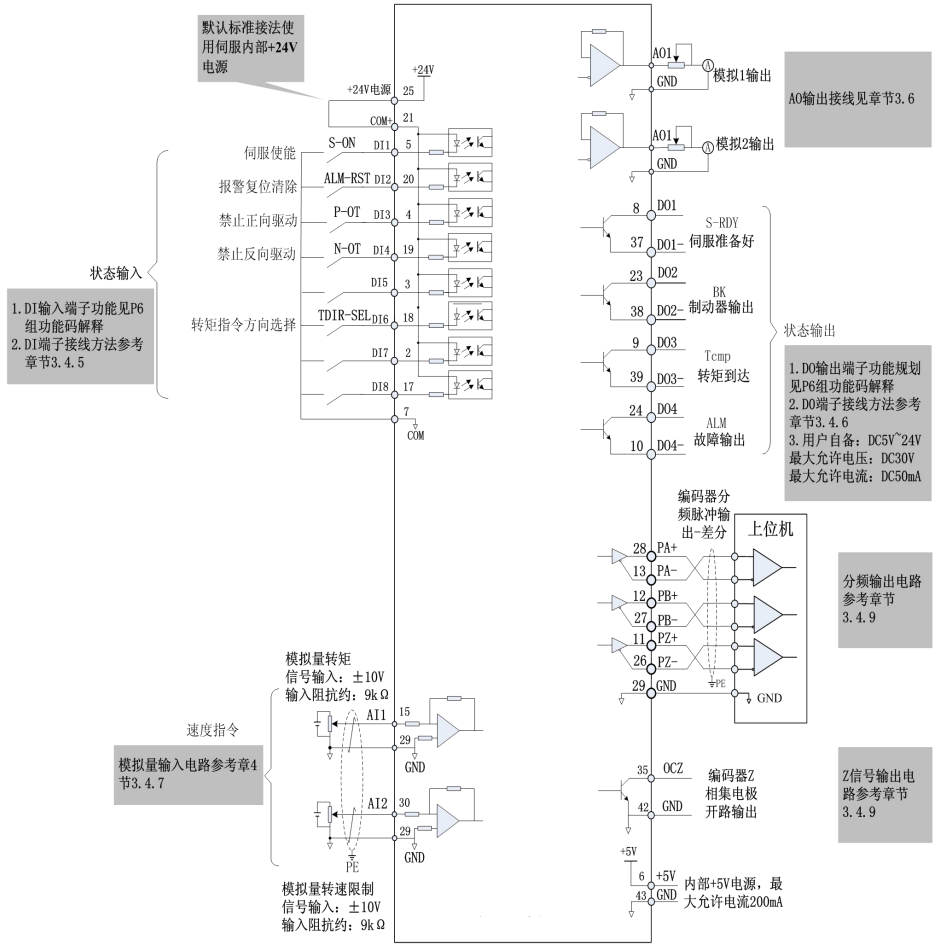 默认标准接法使
用伺服内部+24V
电源
+24V
+24V电源
25
COM+
21
伺服使能
S-ON
DI1
5
报警复位清除
ALM-RST
DI2
20
禁止正向驱动
P-OT
DI3
4
禁止反向驱动
N-OT
DI4
19
DI5
3
转矩指令方向选择
TDIR-SEL
DI6
18
DI7
2
DI8
17
7
COM
状态输入
1.DI输入端子功能见P6
组功能码解释
2.DI端子接线方法参考
章节3.4.5
模拟量转矩
信号输入：±10V
输入阻抗约：9kΩ
AI1
15
29
GND
速度指令
模拟量输入电路参考章4
节3.4.7
AI2
30
29
GND
PE
模拟量转速限制
信号输入：±10V
输入阻抗约：9kΩ
AO1
A
模拟1输出
GND
AO1
A
模拟2输出
GND
AO输出接线见章节3.6
8
DO1
S-RDY
伺服准备好
37
DO1-
23
DO2
BK
制动器输出
38
DO2-
9
DO3
Tcmp
转矩到达
39
DO3-
24
DO4
ALM
故障输出
10
DO4-
状态输出
1.DO输出端子功能规划
见P6组功能码解释
2.DO端子接线方法参考
章节3.4.6
3.用户自备：DC5V~24V
最大允许电压：DC30V
最大允许电流：DC50mA
编码器分
频脉冲输
出-差分
上位机
28
PA+
13
PA-
12
PB+
27
PB-
11
PZ+
26
PZ-
PE
29
GND
GND
分频输出电路
参考章节
3.4.9
35
OCZ
编码器Z
相集电极
开路输出
42
GND
Z信号输出电
路参考章节
3.4.9
+5V
6
+5V
43
GND
内部+5V电源，最
大允许电流200mA